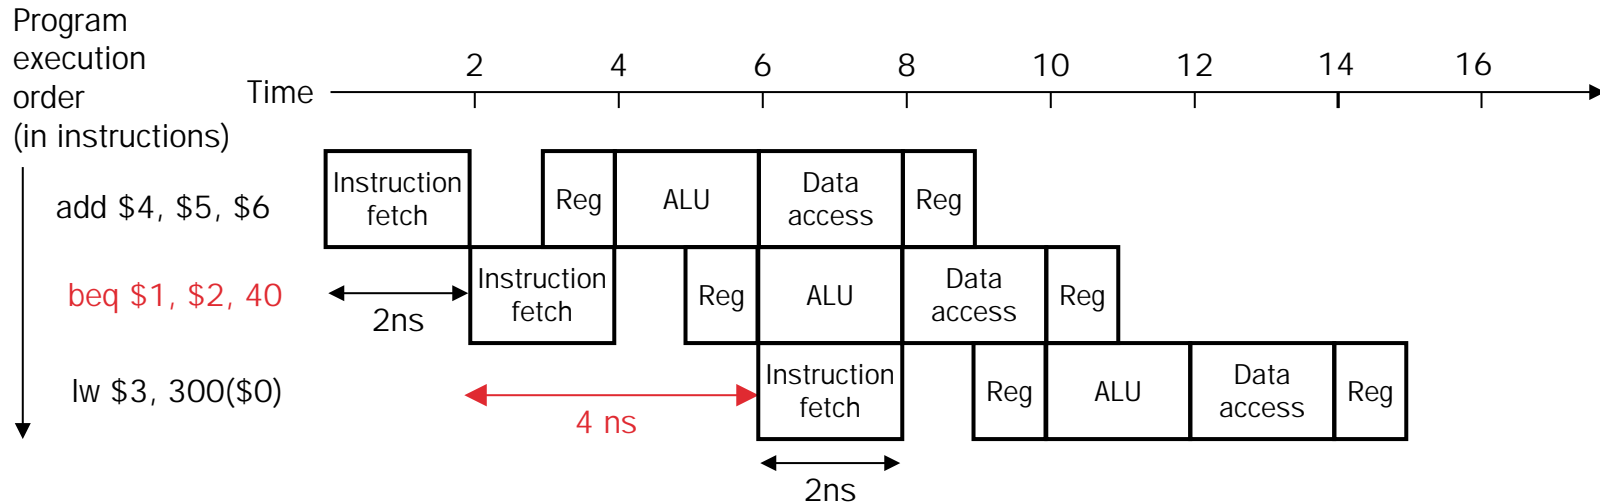 Program
execution
order
(in instructions)
Time
2 4 6 8 10 12 14 16
add $4, $5, $6
Instruction
fetch
Reg
ALU
Data
access
Reg
beq $1, $2, 40
2ns
Instruction
fetch
Reg
ALU
Data
access
Reg
lw $3, 300($0)
4 ns
Instruction
fetch
Reg
ALU
Data
access
Reg
2ns